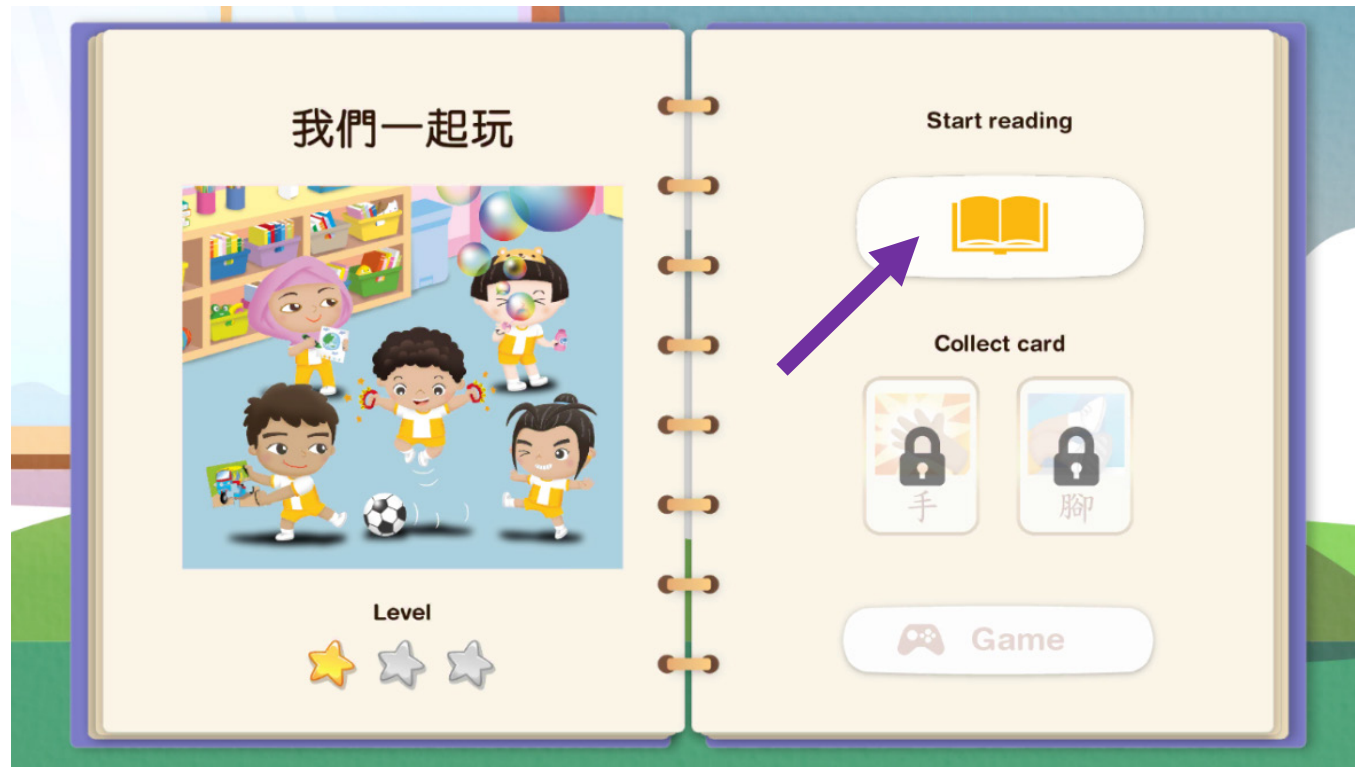 我們一起玩
Level
Start reading
Collect card
手
腳
Game